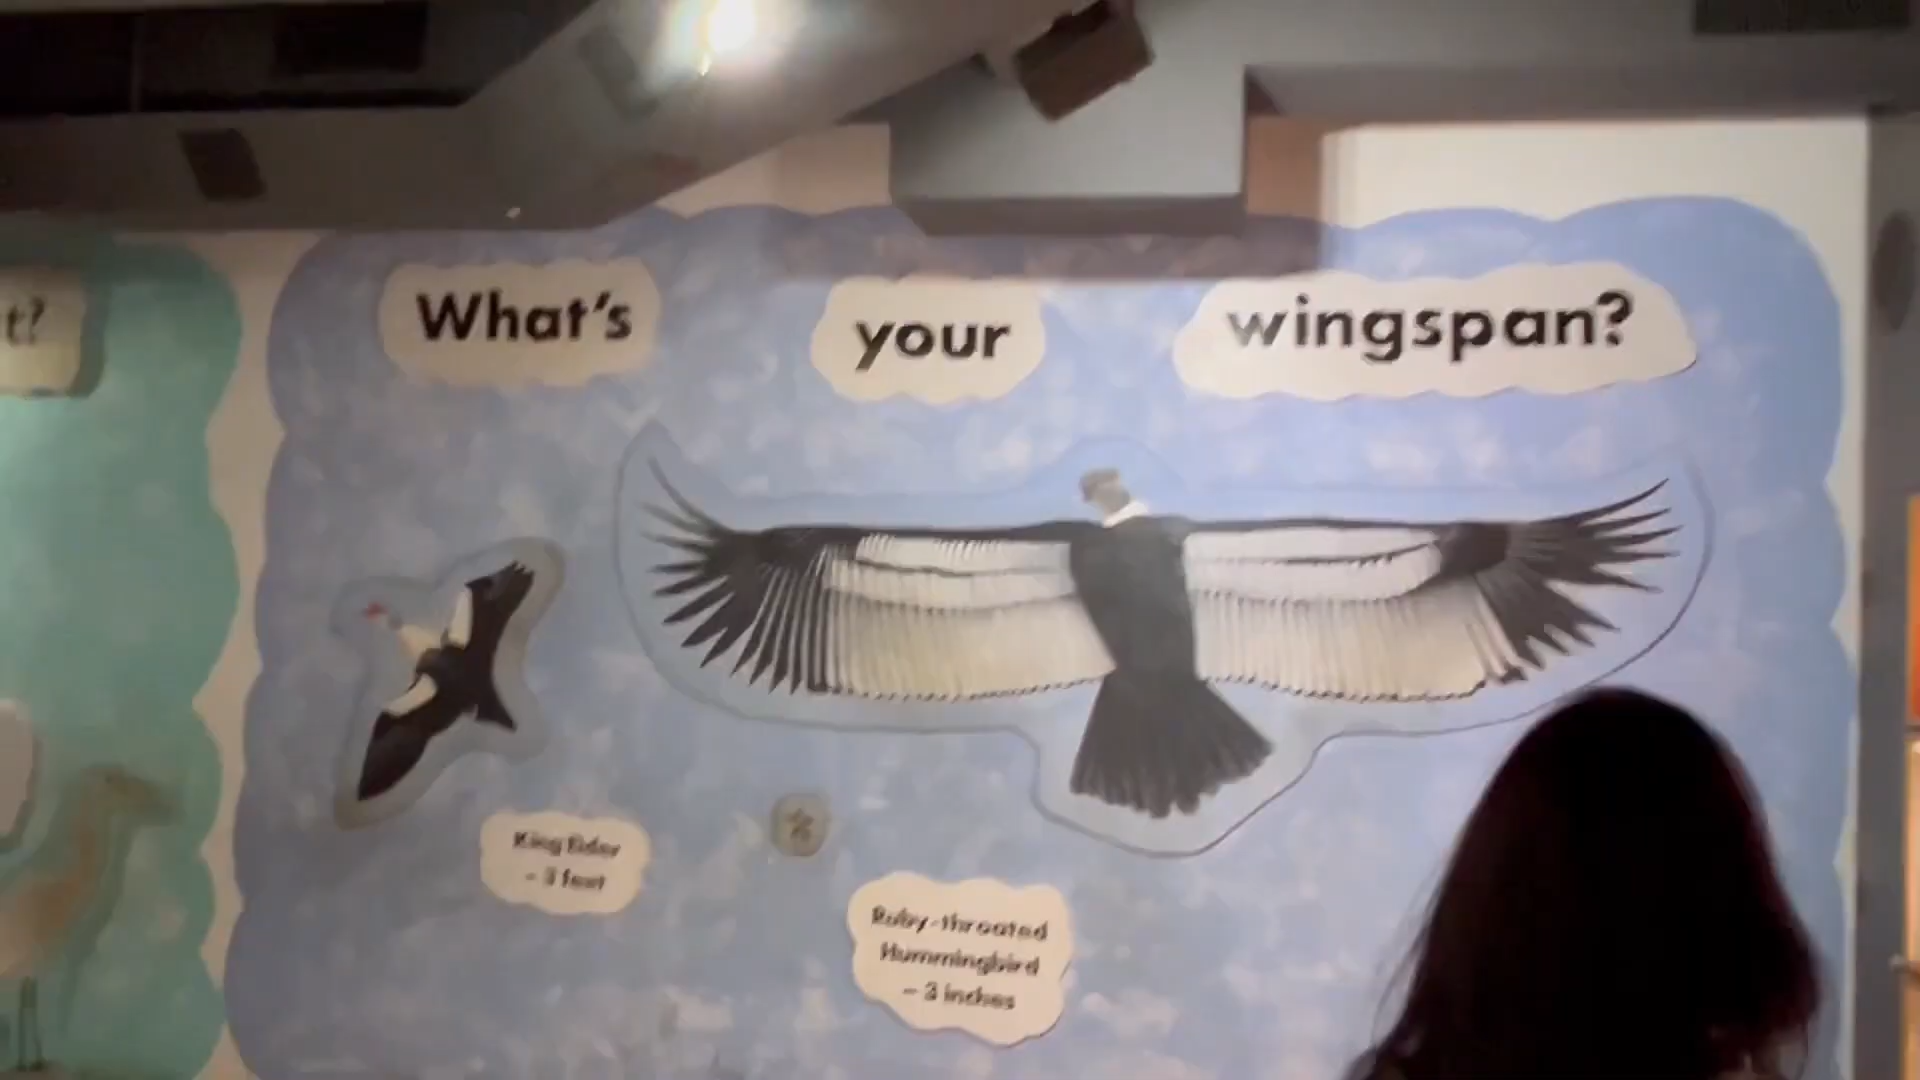 t?
What's your wingspan?
King Eider
- 3 feet
Ruby-throated
Hummingbird
- 3 inches